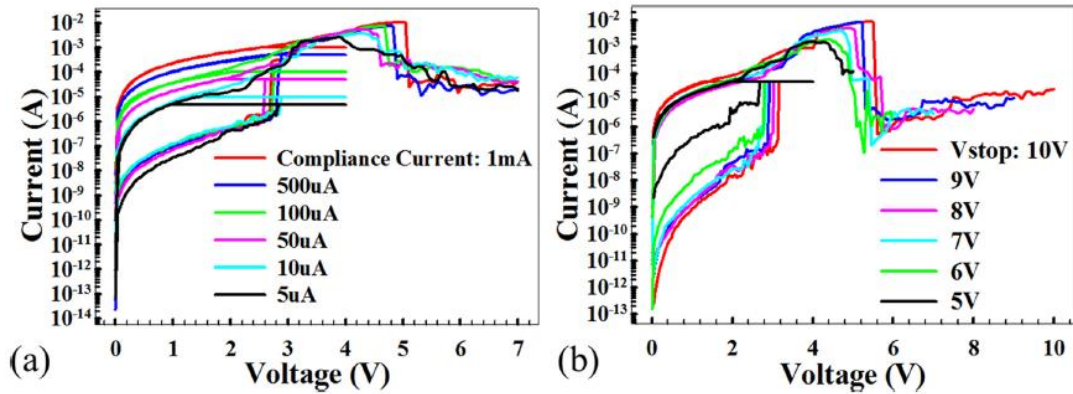 10⁻²
10⁻³
10⁻⁴
10⁻⁵
10⁻⁶
10⁻⁷
10⁻⁸
10⁻⁹
10⁻¹⁰
10⁻¹¹
10⁻¹²
10⁻¹³
10⁻¹⁴
Current (A)
Compliance Current: 1mA
500uA
100uA
50uA
10uA
5uA
0 1 2 3 4 5 6 7
(a) Voltage (V)
10⁻²
10⁻³
10⁻⁴
10⁻⁵
10⁻⁶
10⁻⁷
10⁻⁸
10⁻⁹
10⁻¹⁰
10⁻¹¹
10⁻¹²
10⁻¹³
Current (A)
Vstop: 10V
9V
8V
7V
6V
5V
0 2 4 6 8 10
(b) Voltage (V)